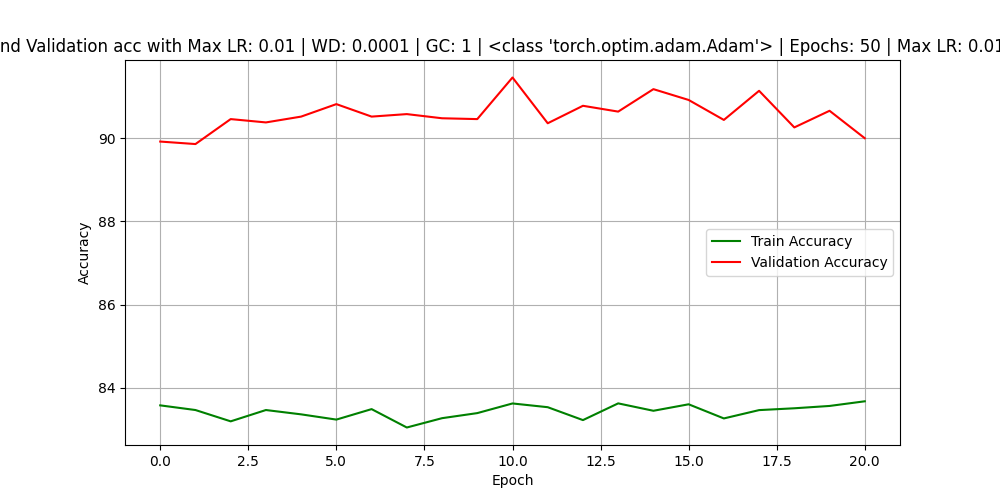 nd Validation acc with Max LR: 0.01 | WD: 0.0001 | GC: 1 | <class 'torch.optim.adam.Adam'> | Epochs: 50 | Max LR: 0.01
90
88
86
84
Accuracy
Train Accuracy
Validation Accuracy
0.0 2.5 5.0 7.5 10.0 12.5 15.0 17.5 20.0
Epoch